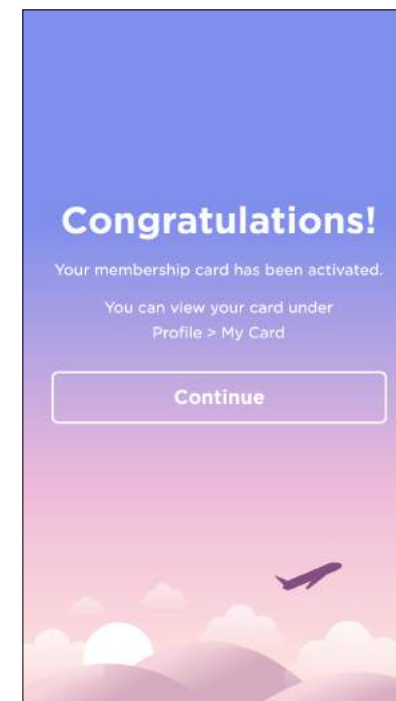 Congratulations!
Your membership card has been activated.
You can view your card under
Profile > My Card
Continue